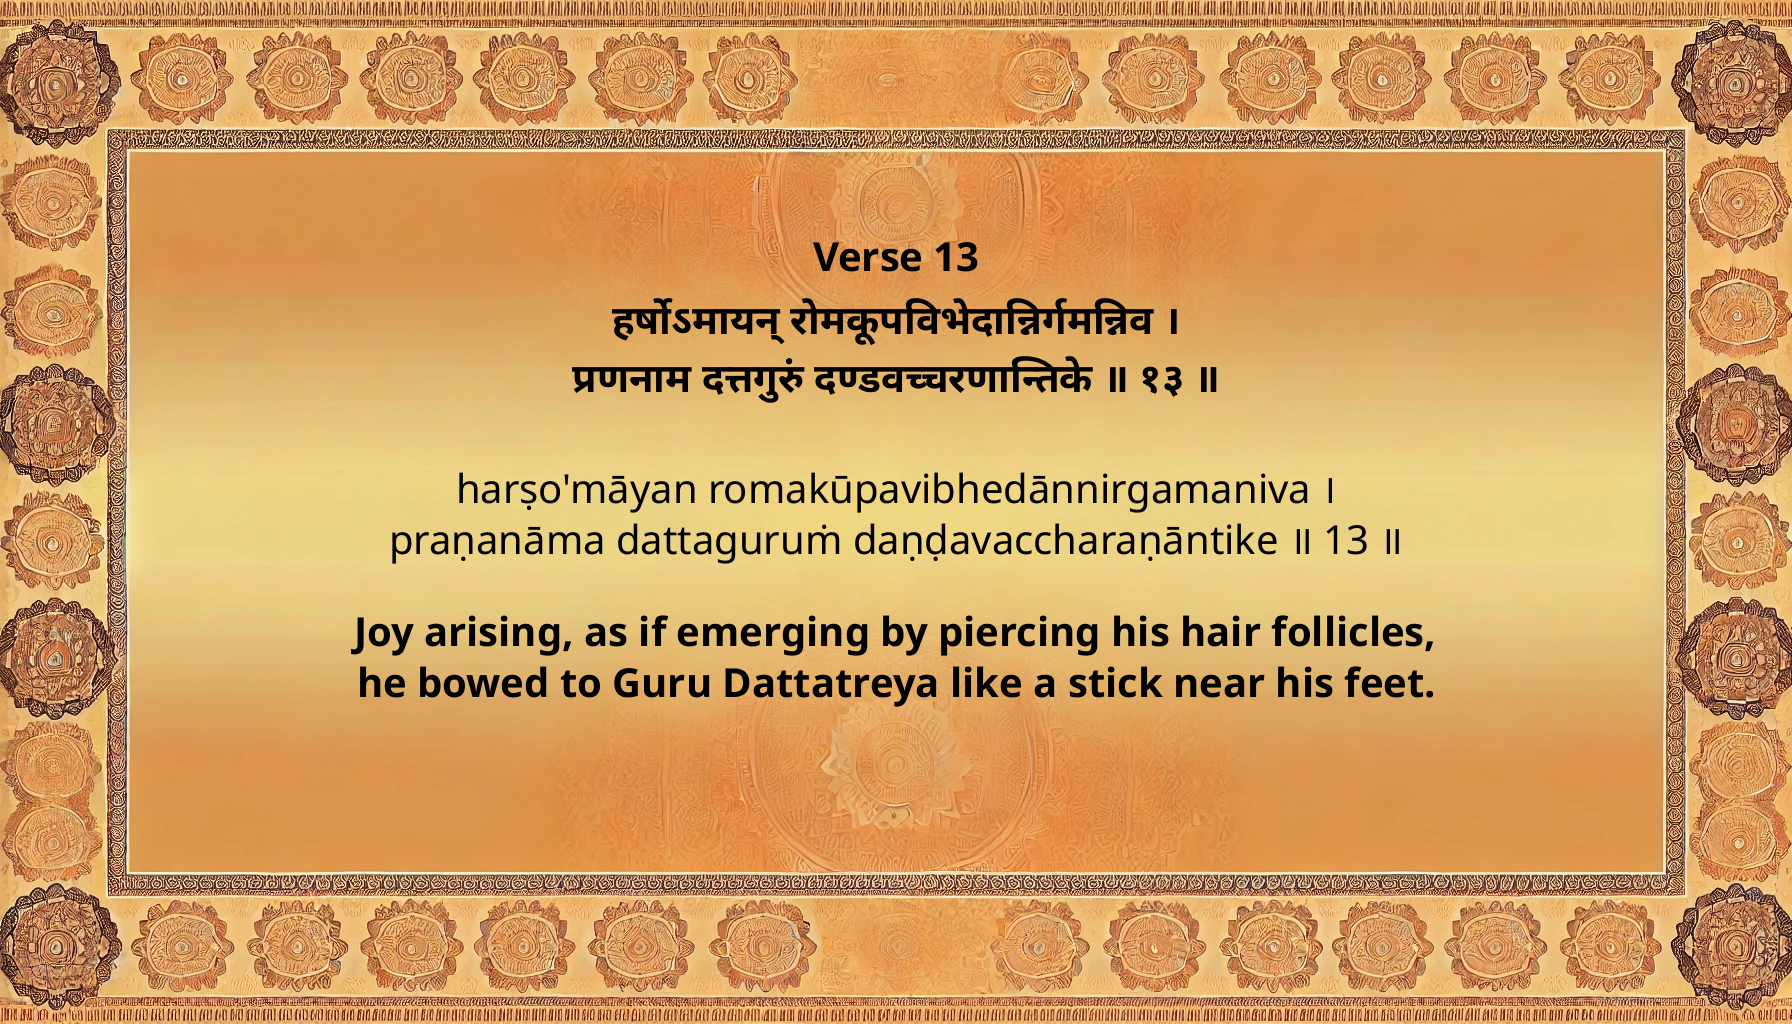 Verse 13
हर्षोऽमायन् रोमकूपविभेदान्निर्गमन्निव ।
प्रणनाम दत्तगुरुं दण्डवच्चरणान्तिके ॥ १३ ॥
harṣo'māyan romakūpavibhedānnirgamaniva ।
praṇanāma dattaguruṁ daṇḍavaccharaṇāntike ॥ 13 ॥
Joy arising, as if emerging by piercing his hair follicles,
he bowed to Guru Dattatreya like a stick near his feet.